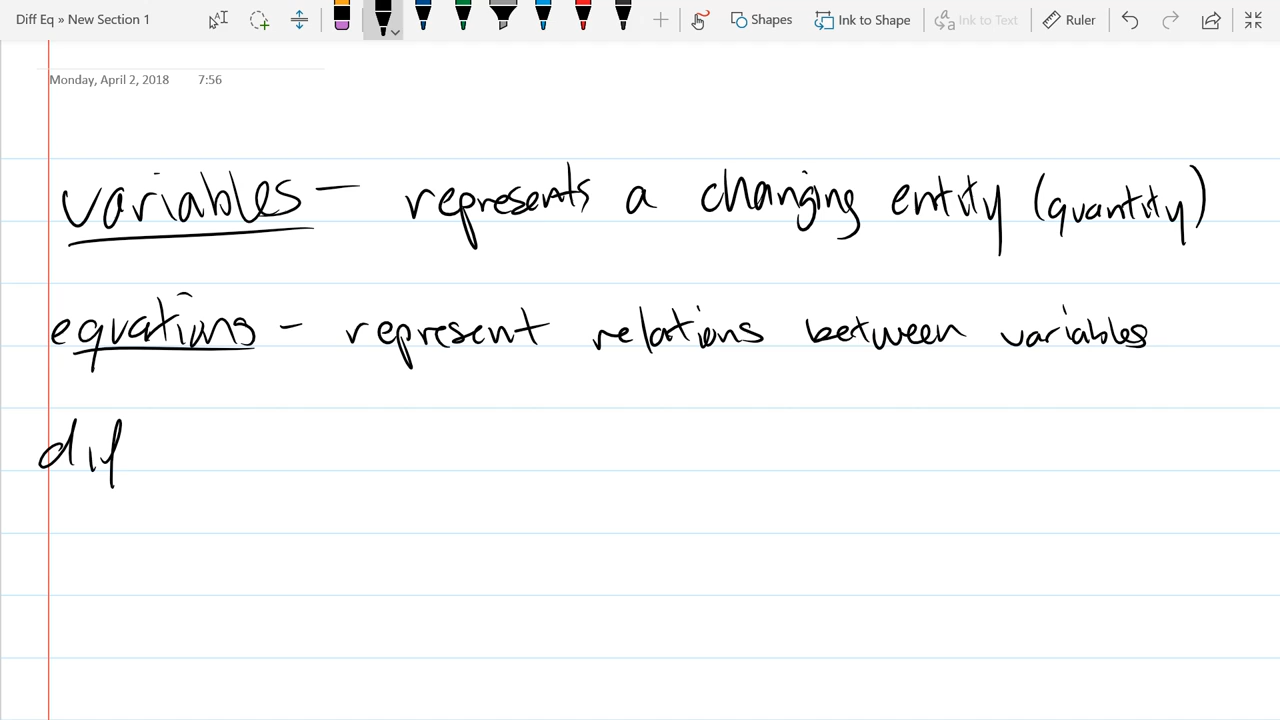 Diff Eq » New Section 1
Shapes
Ink to Shape
Ink to Text
Ruler
Monday, April 2, 2018 7:56
variables – represents a changing entity (quantity)
equations – represent relations between variables
dif